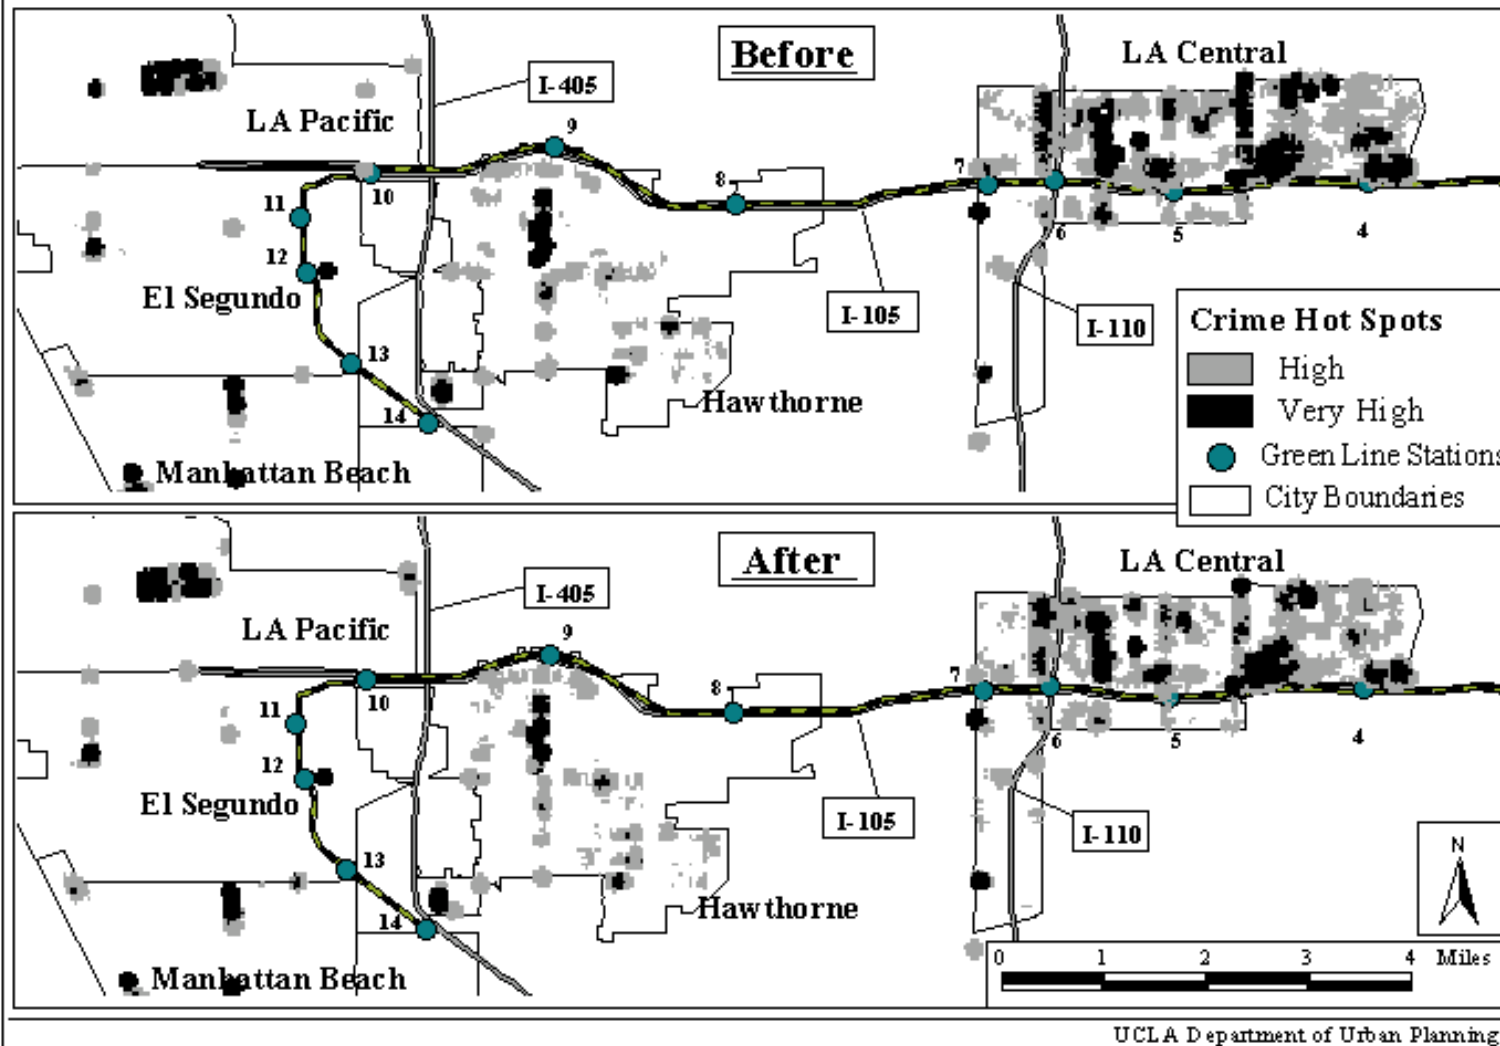 Before
LA Central
I-405
LA Pacific
9
10
11
12
8
7
6
5
4
El Segundo
I-105
I-110
13
14
Hawthorne
Manhattan Beach
Crime Hot Spots
High
Very High
Green Line Stations
City Boundaries
After
LA Central
I-405
LA Pacific
9
10
11
12
8
7
6
5
4
El Segundo
I-105
I-110
13
14
Hawthorne
Manhattan Beach
N
0 1 2 3 4 Miles
UCLA Department of Urban Planning